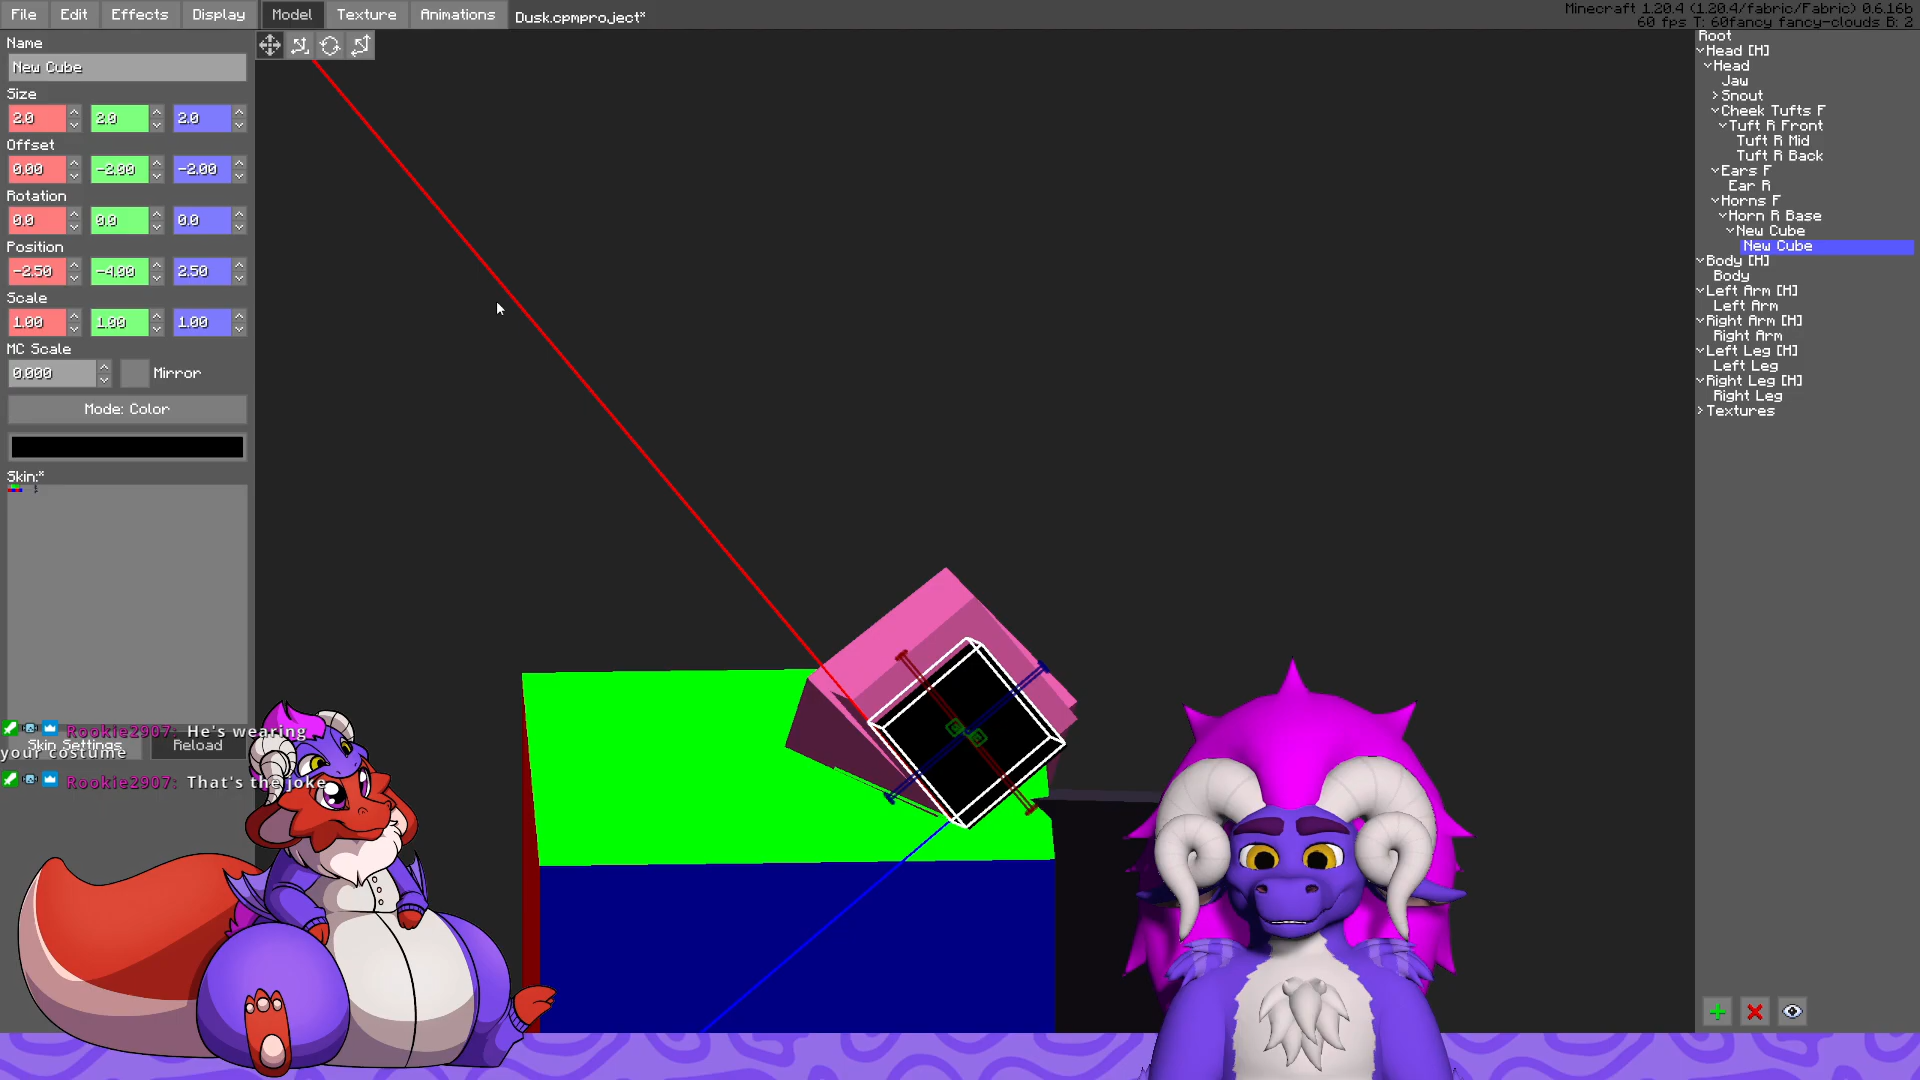 File Edit Effects Display Model Texture Animations Dusk.cpmproject*
Minecraft 1.20.4 (1.20.4/fabric/Fabric) 0.6.16b
60 fps T: 60fancy fancy-clouds B: 2
Name
New Cube
Size
2.0 2.0 2.0
Offset
0.00 -2.00 -2.00
Rotation
0.0 0.0 0.0
Position
-2.50 -4.00 2.50
Scale
1.00 1.00 1.00
MC Scale
0.000 Mirror
Mode: Color
Skin:*
Rookie2907: He's wearing
your costume
Skin Settings Reload
Rookie2907: That's the joke
Root
Head [H]
Head
Jaw
Snout
Cheek Tufts F
Tuft R Front
Tuft R Mid
Tuft R Back
Ears F
Ear R
Horns F
Horn R Base
New Cube
New Cube
Body [H]
Body
Left Arm [H]
Left Arm
Right Arm [H]
Right Arm
Left Leg [H]
Left Leg
Right Leg [H]
Right Leg
Textures